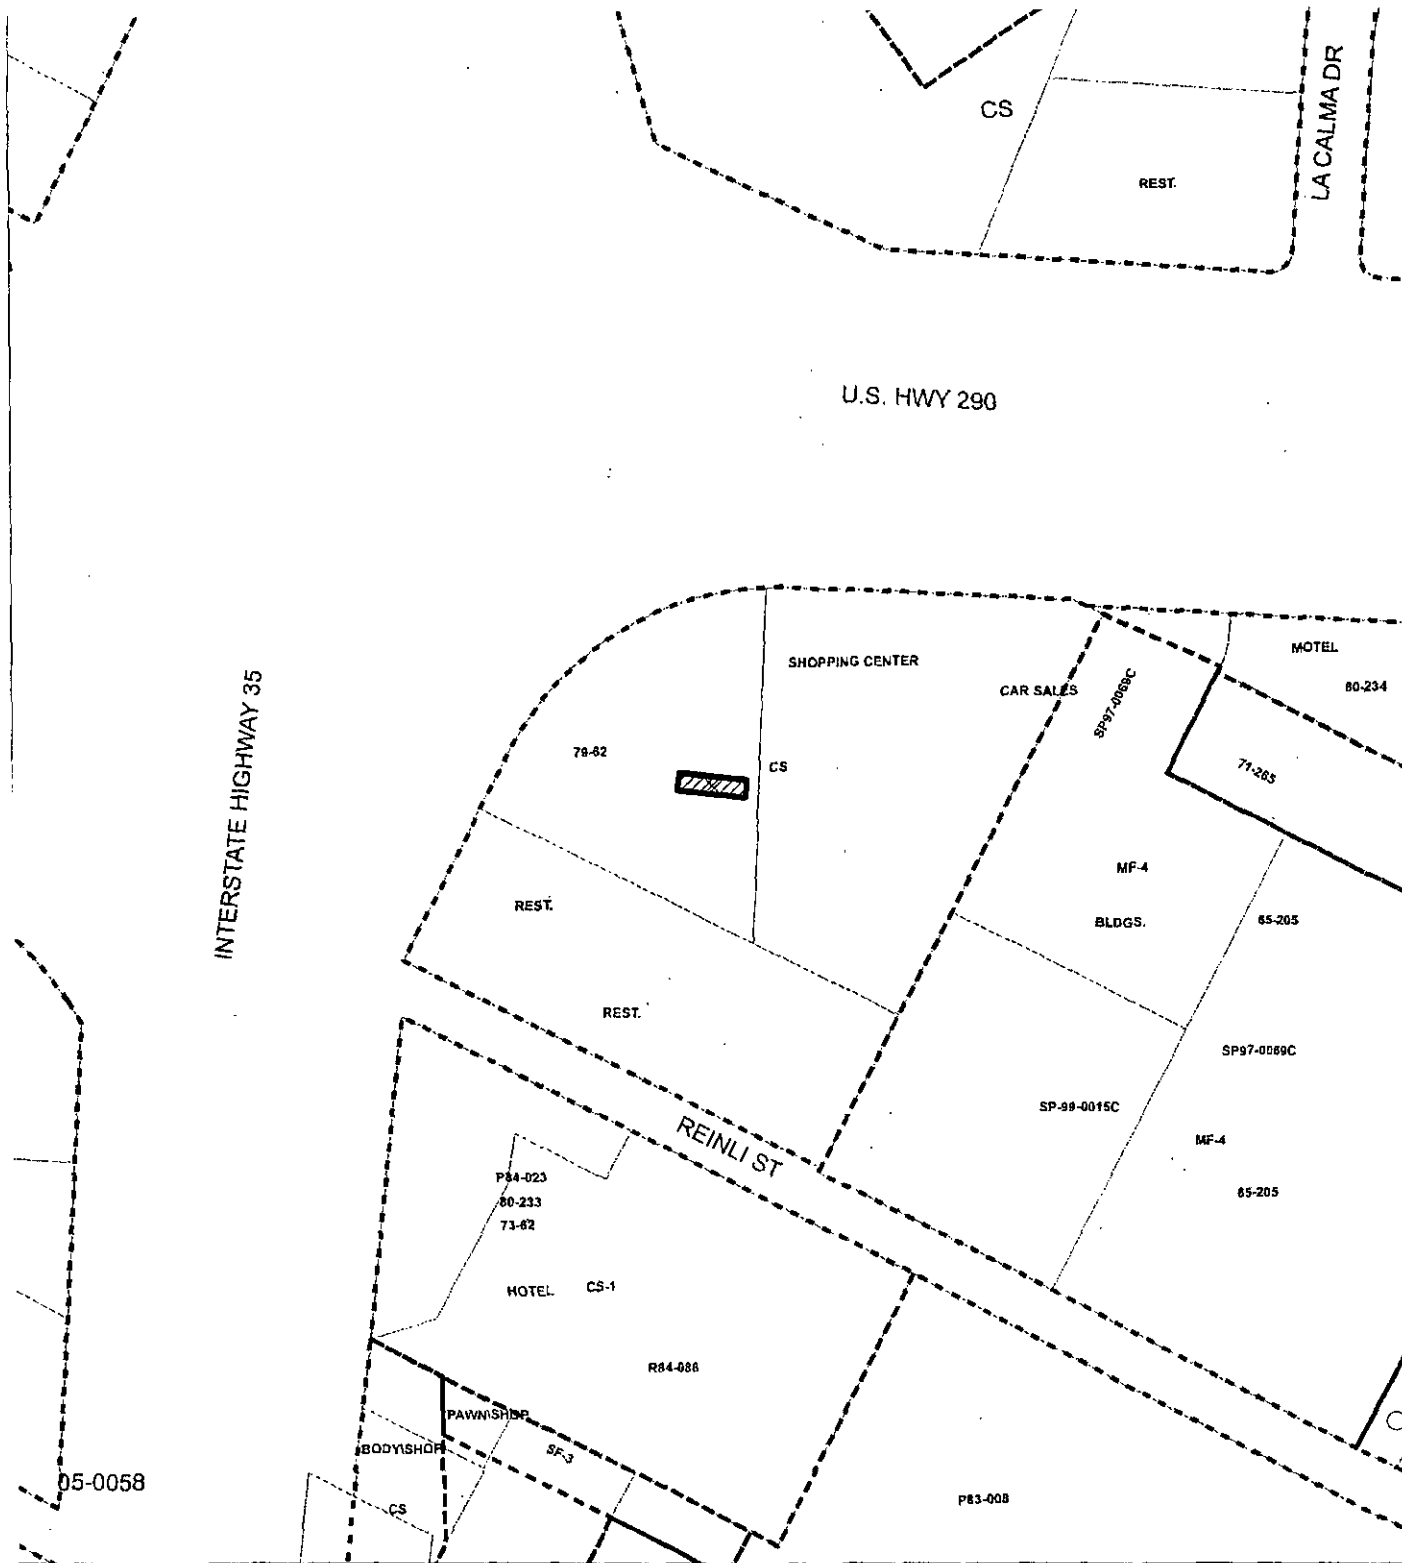 CS
LA CALMA DR
REST.
U.S. HWY 290
INTERSTATE HIGHWAY 35
SHOPPING CENTER
CAR SALES
SP97-0069C
MOTEL
80-234
79-62
CS
71-265
MF-4
BLDGS.
65-205
REST.
REST.
SP97-0069C
SP-99-0015C
MF-4
65-205
REINLI ST
P84-023
80-233
73-62
HOTEL
CS-1
R84-086
PAWN SHOP
BODY SHOP
SF-3
CS
05-0058
P83-008